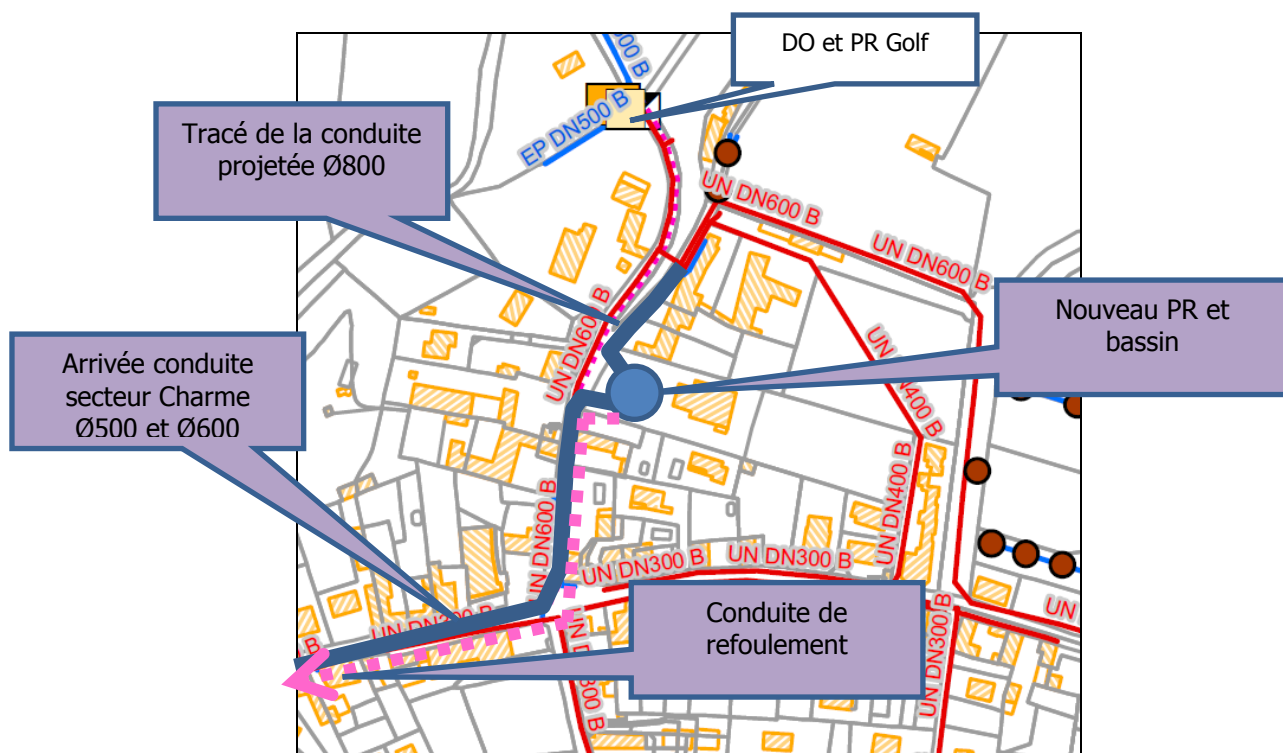 DO et PR Golf
Tracé de la conduite
projetée Ø800
EP DN500 B
UN DN600 B
UN DN600 B
Nouveau PR et
bassin
UN DN600 B
Arrivée conduite
secteur Charme
Ø500 et Ø600
UN DN400 B
UN DN600 B
UN DN300 B
UN DN300 B
Conduite de
refoulement
UN
B
UN DN300 B